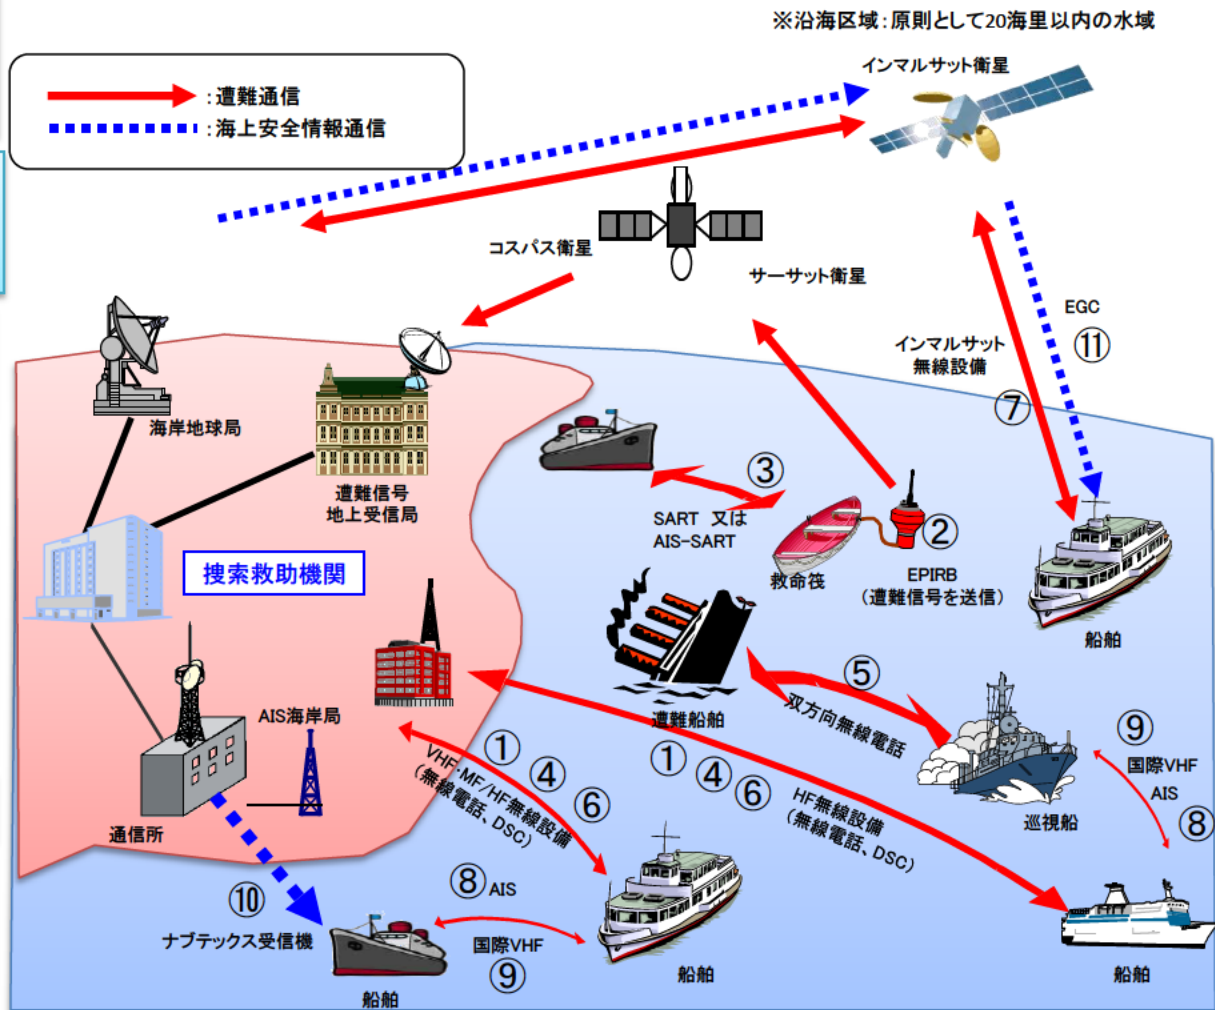 ※沿海区域：原則として20海里以内の水域
インマルサット衛星
：遭難通信
：海上安全情報通信
コスパス衛星
サーサット衛星
EGC
⑪
インマルサット
無線設備
⑦
海岸地球局
遭難信号
地上受信局
③
SART 又は
AIS-SART
②
救命筏
EPIRB
（遭難信号を送信）
捜索救助機関
船舶
遭難船舶
⑤
双方向無線電話
AIS海岸局
①
④
⑥
VHF・MF/HF無線設備
（無線電話、DSC）
①
④
⑥
HF無線設備
（無線電話、DSC）
⑨
国際VHF
AIS
⑧
巡視船
通信所
⑩
ナブテックス受信機
⑧AIS
国際VHF
⑨
船舶
船舶
船舶